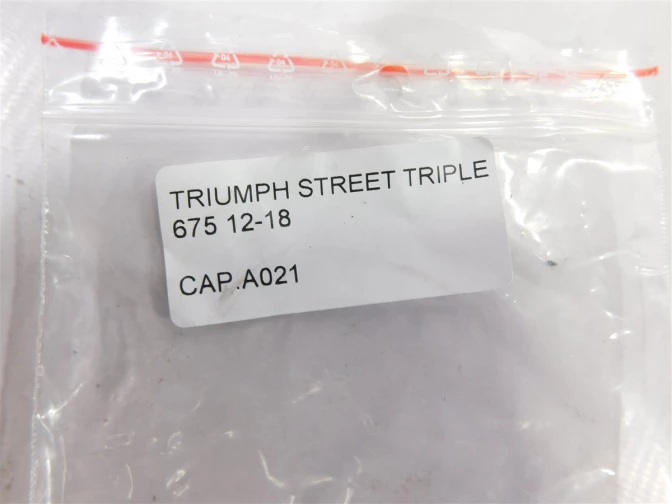 TRIUMPH STREET TRIPLE
675 12-18
CAP.A021